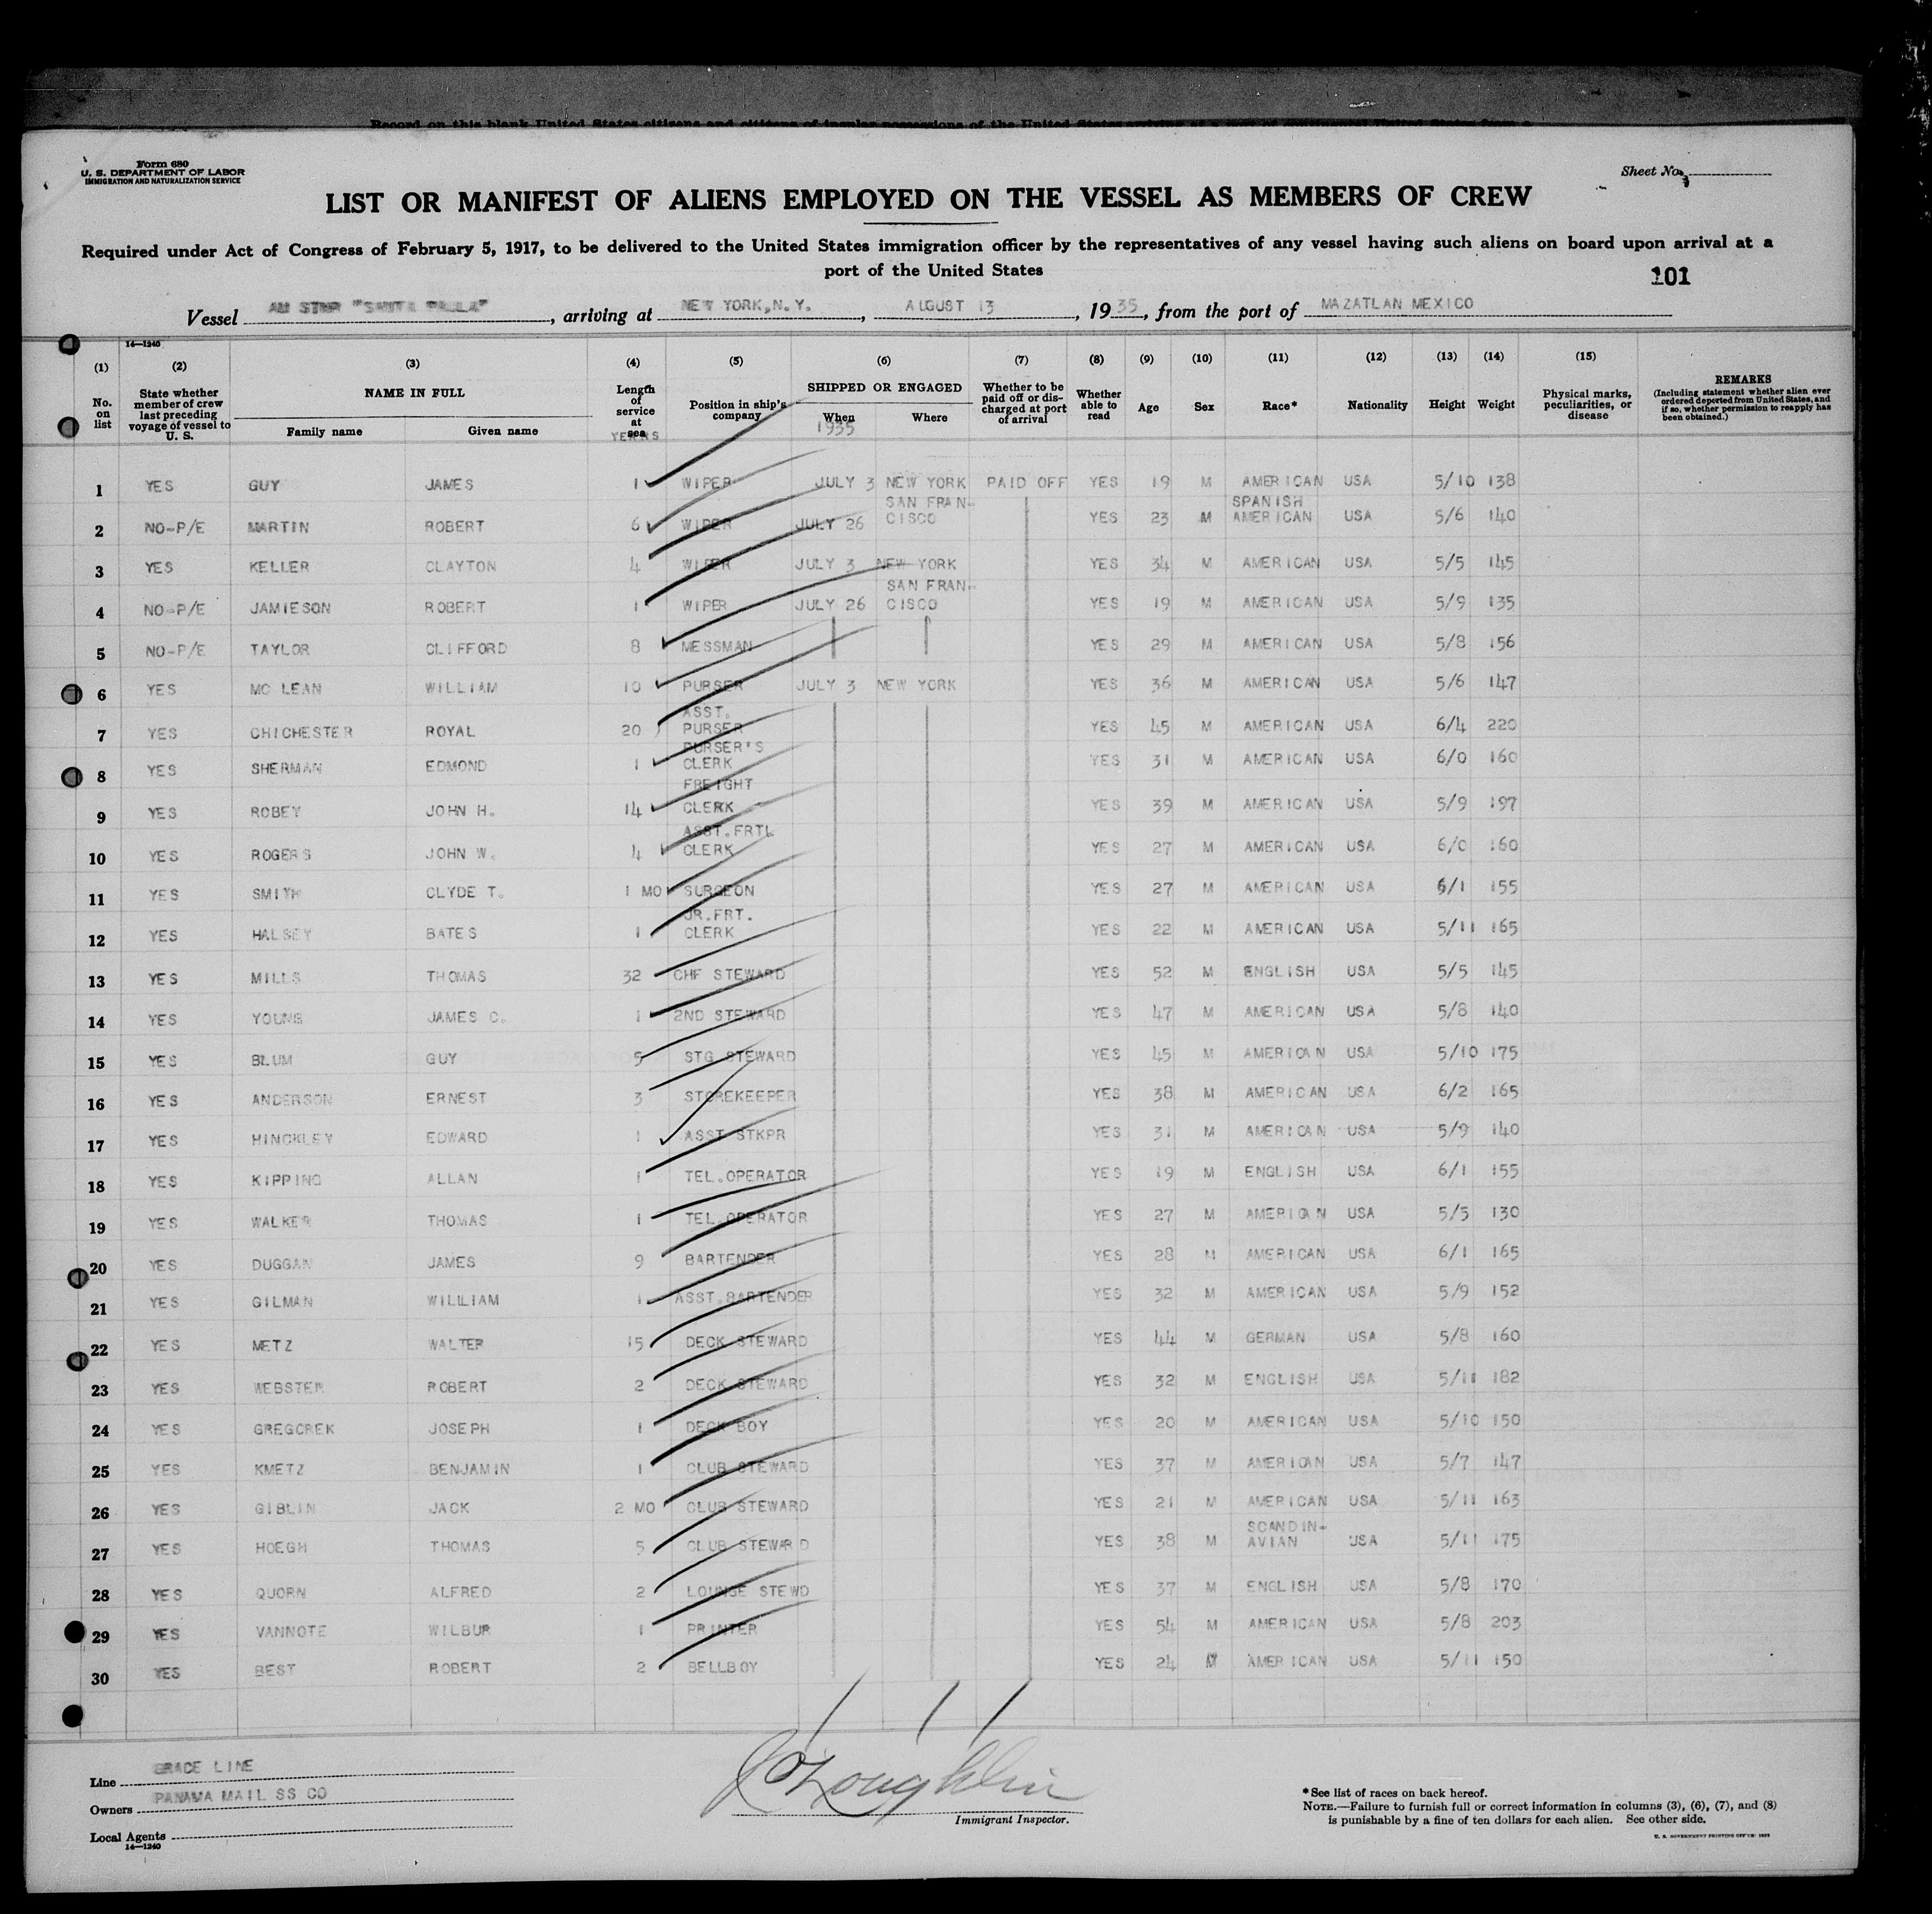 Form 680
U. S. DEPARTMENT OF LABOR
IMMIGRATION AND NATURALIZATION SERVICE
Sheet No.
LIST OR MANIFEST OF ALIENS EMPLOYED ON THE VESSEL AS MEMBERS OF CREW
Required under Act of Congress of February 5, 1917, to be delivered to the United States immigration officer by the representatives of any vessel having such aliens on board upon arrival at a
port of the United States
101
Vessel AM STMR "SANTA PAULA", arriving at NEW YORK,N.Y., AUGUST 13, 1935, from the port of MAZATLAN MEXICO
14—1240
(1) (2) (3) (4) (5) (6) (7) (8) (9) (10) (11) (12) (13) (14) (15)
No. on list State whether member of crew last preceding voyage of vessel to U. S. NAME IN FULL Family name Given name Length of service at sea YEARS Position in ship's company SHIPPED OR ENGAGED When 1935 Where Whether to be paid off or discharged at port of arrival Whether able to read Age Sex Race* Nationality Height Weight Physical marks, peculiarities, or disease REMARKS (Including statement whether alien ever ordered deported from United States, and if so, whether permission to reapply has been obtained.)
1 YES GUY JAMES 1 WIPER JULY 3 NEW YORK PAID OFF YES 19 M AMERICAN USA 5/10 138
2 NO-P/E MARTIN ROBERT 6 WIPER JULY 26 SAN FRAN-CISCO YES 23 M SPANISH AMERICAN USA 5/6 140
3 YES KELLER CLAYTON 4 WIPER JULY 3 NEW YORK YES 34 M AMERICAN USA 5/5 145
4 NO-P/E JAMIESON ROBERT 1 WIPER JULY 26 SAN FRAN-CISCO YES 19 M AMERICAN USA 5/9 135
5 NO-P/E TAYLOR CLIFFORD 8 MESSMAN YES 29 M AMERICAN USA 5/8 156
6 YES MC LEAN WILLIAM 10 PURSER JULY 3 NEW YORK YES 36 M AMERICAN USA 5/6 147
7 YES CHICHESTER ROYAL 20 ASST. PURSER YES 45 M AMERICAN USA 6/4 220
8 YES SHERMAN EDMOND 1 PURSER'S CLERK YES 31 M AMERICAN USA 6/0 160
9 YES ROBEY JOHN H. 14 FREIGHT CLERK YES 39 M AMERICAN USA 5/9 197
10 YES ROGERS JOHN W. 4 ASST.FRTL CLERK YES 27 M AMERICAN USA 6/0 160
11 YES SMITH CLYDE T. 1 MO SURGEON YES 27 M AMERICAN USA 6/1 155
12 YES HALSEY BATES 1 JR.FRT. CLERK YES 22 M AMERICAN USA 5/11 165
13 YES MILLS THOMAS 32 CHF STEWARD YES 52 M ENGLISH USA 5/5 145
14 YES YOUNG JAMES C. 1 2ND STEWARD YES 47 M AMERICAN USA 5/8 140
15 YES BLUM GUY 5 STG STEWARD YES 45 M AMERICAN USA 5/10 175
16 YES ANDERSON ERNEST 3 STOREKEEPER YES 38 M AMERICAN USA 6/2 165
17 YES HINCKLEY EDWARD 1 ASST STKPR YES 31 M AMERICAN USA 5/9 140
18 YES KIPPING ALLAN 1 TEL.OPERATOR YES 19 M ENGLISH USA 6/1 155
19 YES WALKER THOMAS 1 TEL.OPERATOR YES 27 M AMERICAN USA 5/5 130
20 YES DUGGAN JAMES 9 BARTENDER YES 28 M AMERICAN USA 6/1 165
21 YES GILMAN WILLIAM 1 ASST.BARTENDER YES 32 M AMERICAN USA 5/9 152
22 YES METZ WALTER 15 DECK STEWARD YES 44 M GERMAN USA 5/8 160
23 YES WEBSTER ROBERT 2 DECK STEWARD YES 32 M ENGLISH USA 5/11 182
24 YES GREGCREK JOSEPH 1 DECK BOY YES 20 M AMERICAN USA 5/10 150
25 YES KMETZ BENJAMIN 1 CLUB STEWARD YES 37 M AMERICAN USA 5/7 147
26 YES GIBLIN JACK 2 MO CLUB STEWARD YES 21 M AMERICAN USA 5/11 163
27 YES HOEGH THOMAS 5 CLUB STEWARD YES 38 M SCANDIN-AVIAN USA 5/11 175
28 YES QUORN ALFRED 2 LOUNGE STEWD YES 37 M ENGLISH USA 5/8 170
29 YES VANNOTE WILBUR 1 PRINTER YES 54 M AMERICAN USA 5/8 203
30 YES BEST ROBERT 2 BELLBOY YES 24 M AMERICAN USA 5/11 150
Line GRACE LINE
Owners PANAMA MAIL SS CO
Local Agents
14—1240
Immigrant Inspector.
*See list of races on back hereof.
NOTE.—Failure to furnish full or correct information in columns (3), (6), (7), and (8)
is punishable by a fine of ten dollars for each alien. See other side.